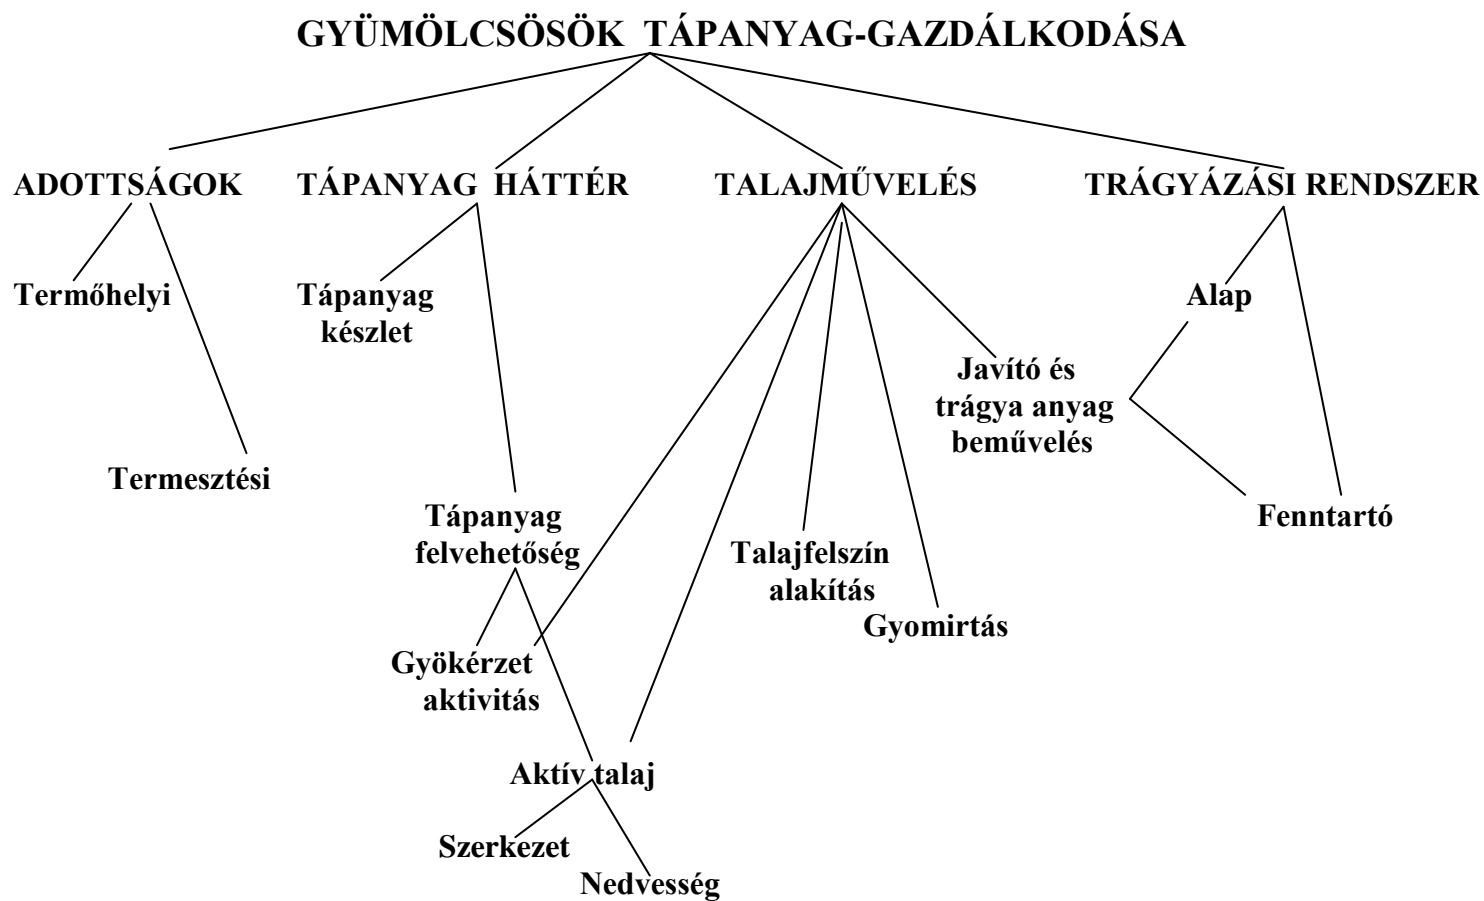 GYÜMÖLCSÖSÖK TÁPANYAG-GAZDÁLKODÁSA
ADOTTSÁGOK
TÁPANYAG HÁTTÉR
TALAJMŰVELÉS
TRÁGYÁZÁSI RENDSZER
Termőhelyi
Tápanyag
készlet
Alap
Javító és
trágya anyag
beművelés
Termesztési
Tápanyag
felvehetőség
Fenntartó
Talajfelszín
alakítás
Gyomirtás
Gyökérzet
aktivitás
Aktív talaj
Szerkezet
Nedvesség